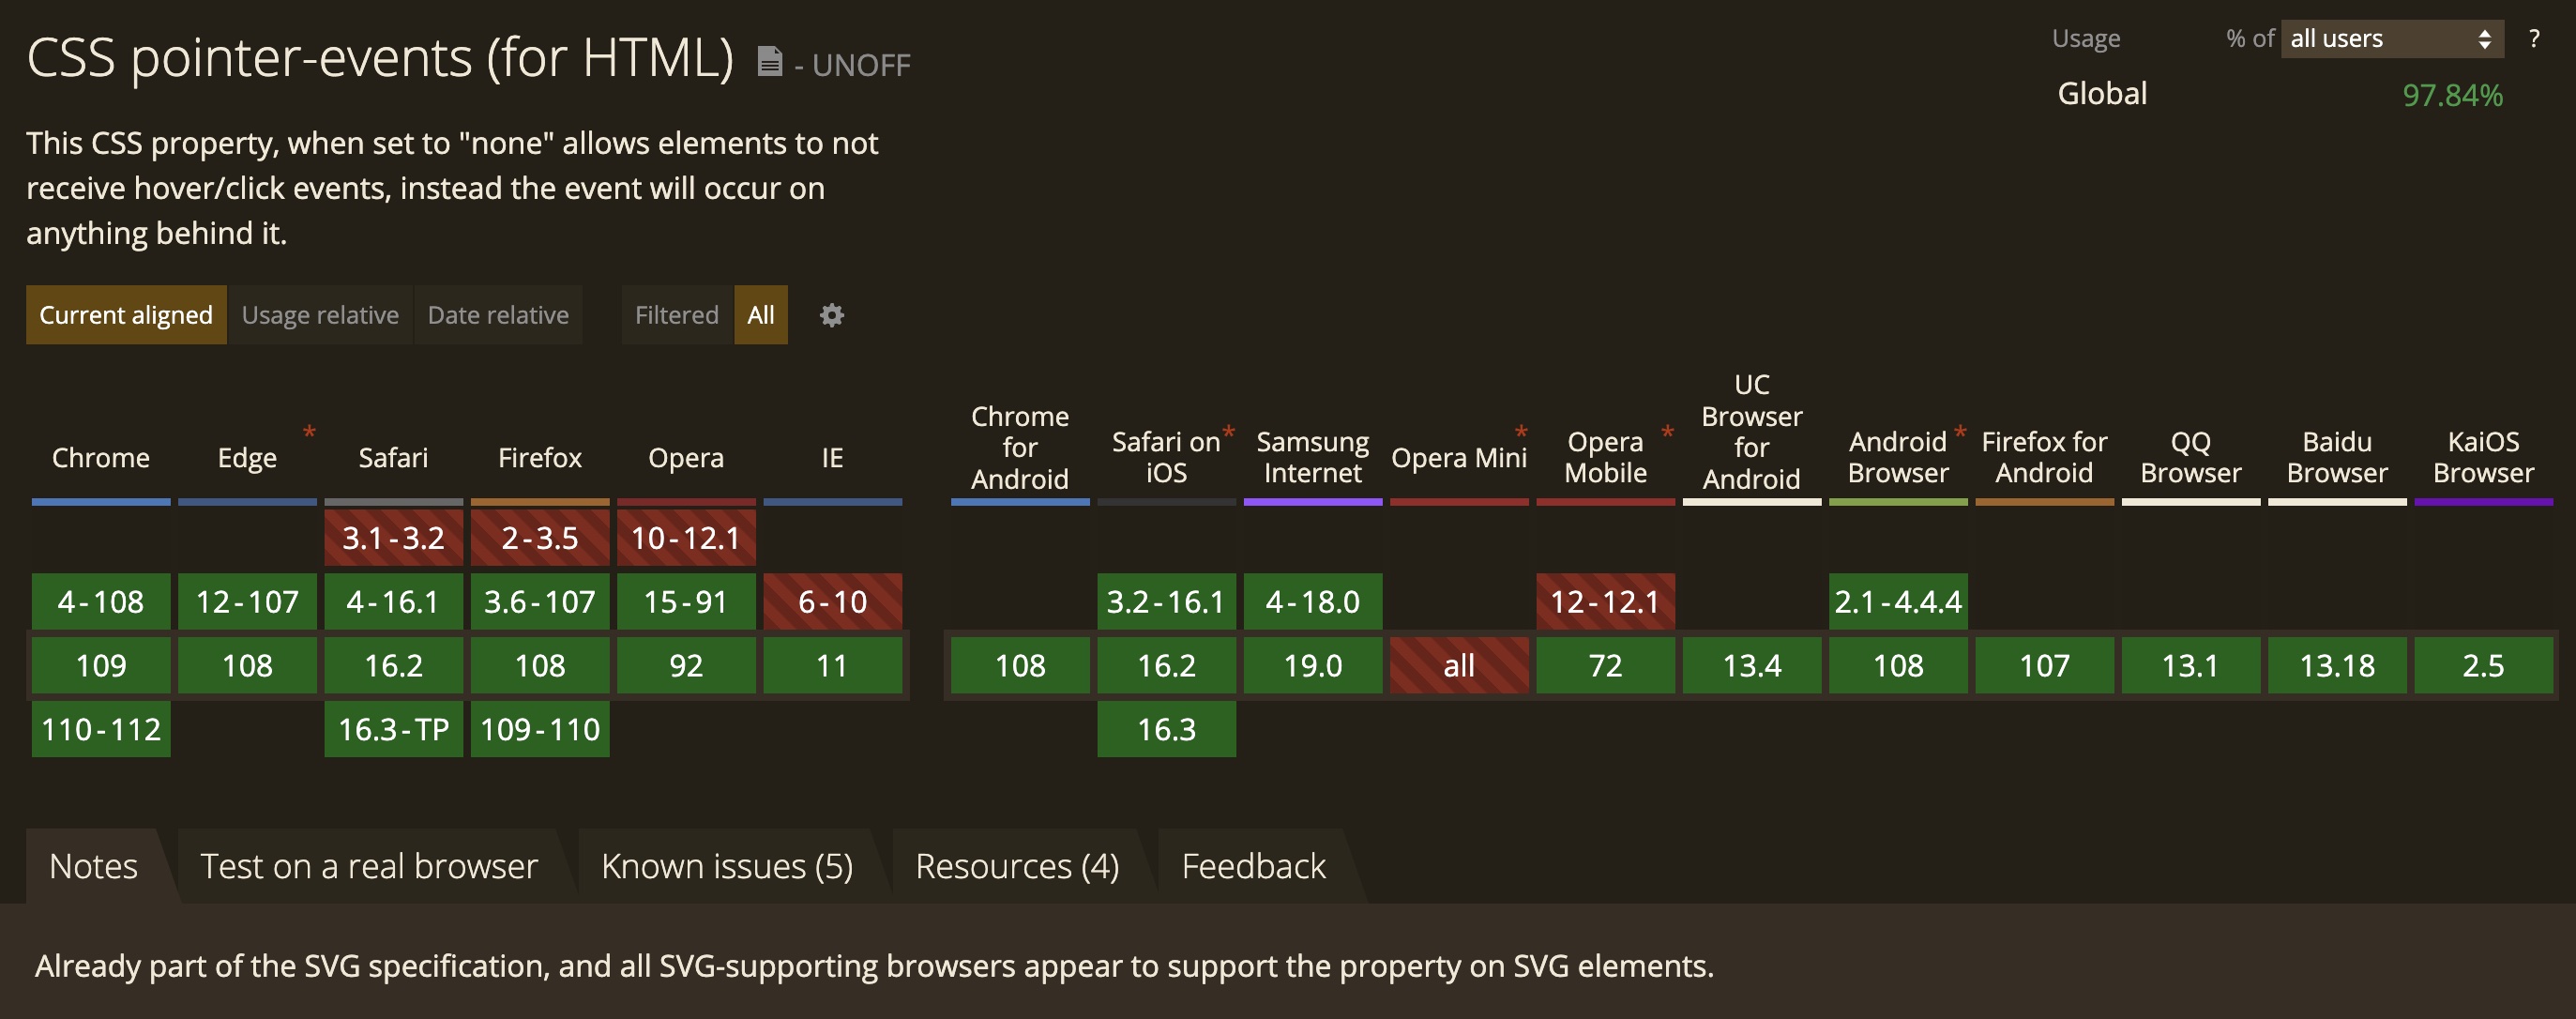 CSS pointer-events (for HTML) - UNOFF
Usage % of all users ?
Global 97.84%
This CSS property, when set to "none" allows elements to not
receive hover/click events, instead the event will occur on
anything behind it.
Current aligned Usage relative Date relative Filtered All
Chrome Edge * Safari Firefox Opera IE
Chrome for Android Safari on iOS * Samsung Internet Opera Mini * Opera Mobile * UC Browser for Android Android Browser * Firefox for Android QQ Browser Baidu Browser KaiOS Browser
3.1-3.2 2-3.5 10-12.1
4-108 12-107 4-16.1 3.6-107 15-91 6-10 3.2-16.1 4-18.0 12-12.1 2.1-4.4.4
109 108 16.2 108 92 11 108 16.2 19.0 all 72 13.4 108 107 13.1 13.18 2.5
110-112 16.3-TP 109-110 16.3
Notes Test on a real browser Known issues (5) Resources (4) Feedback
Already part of the SVG specification, and all SVG-supporting browsers appear to support the property on SVG elements.